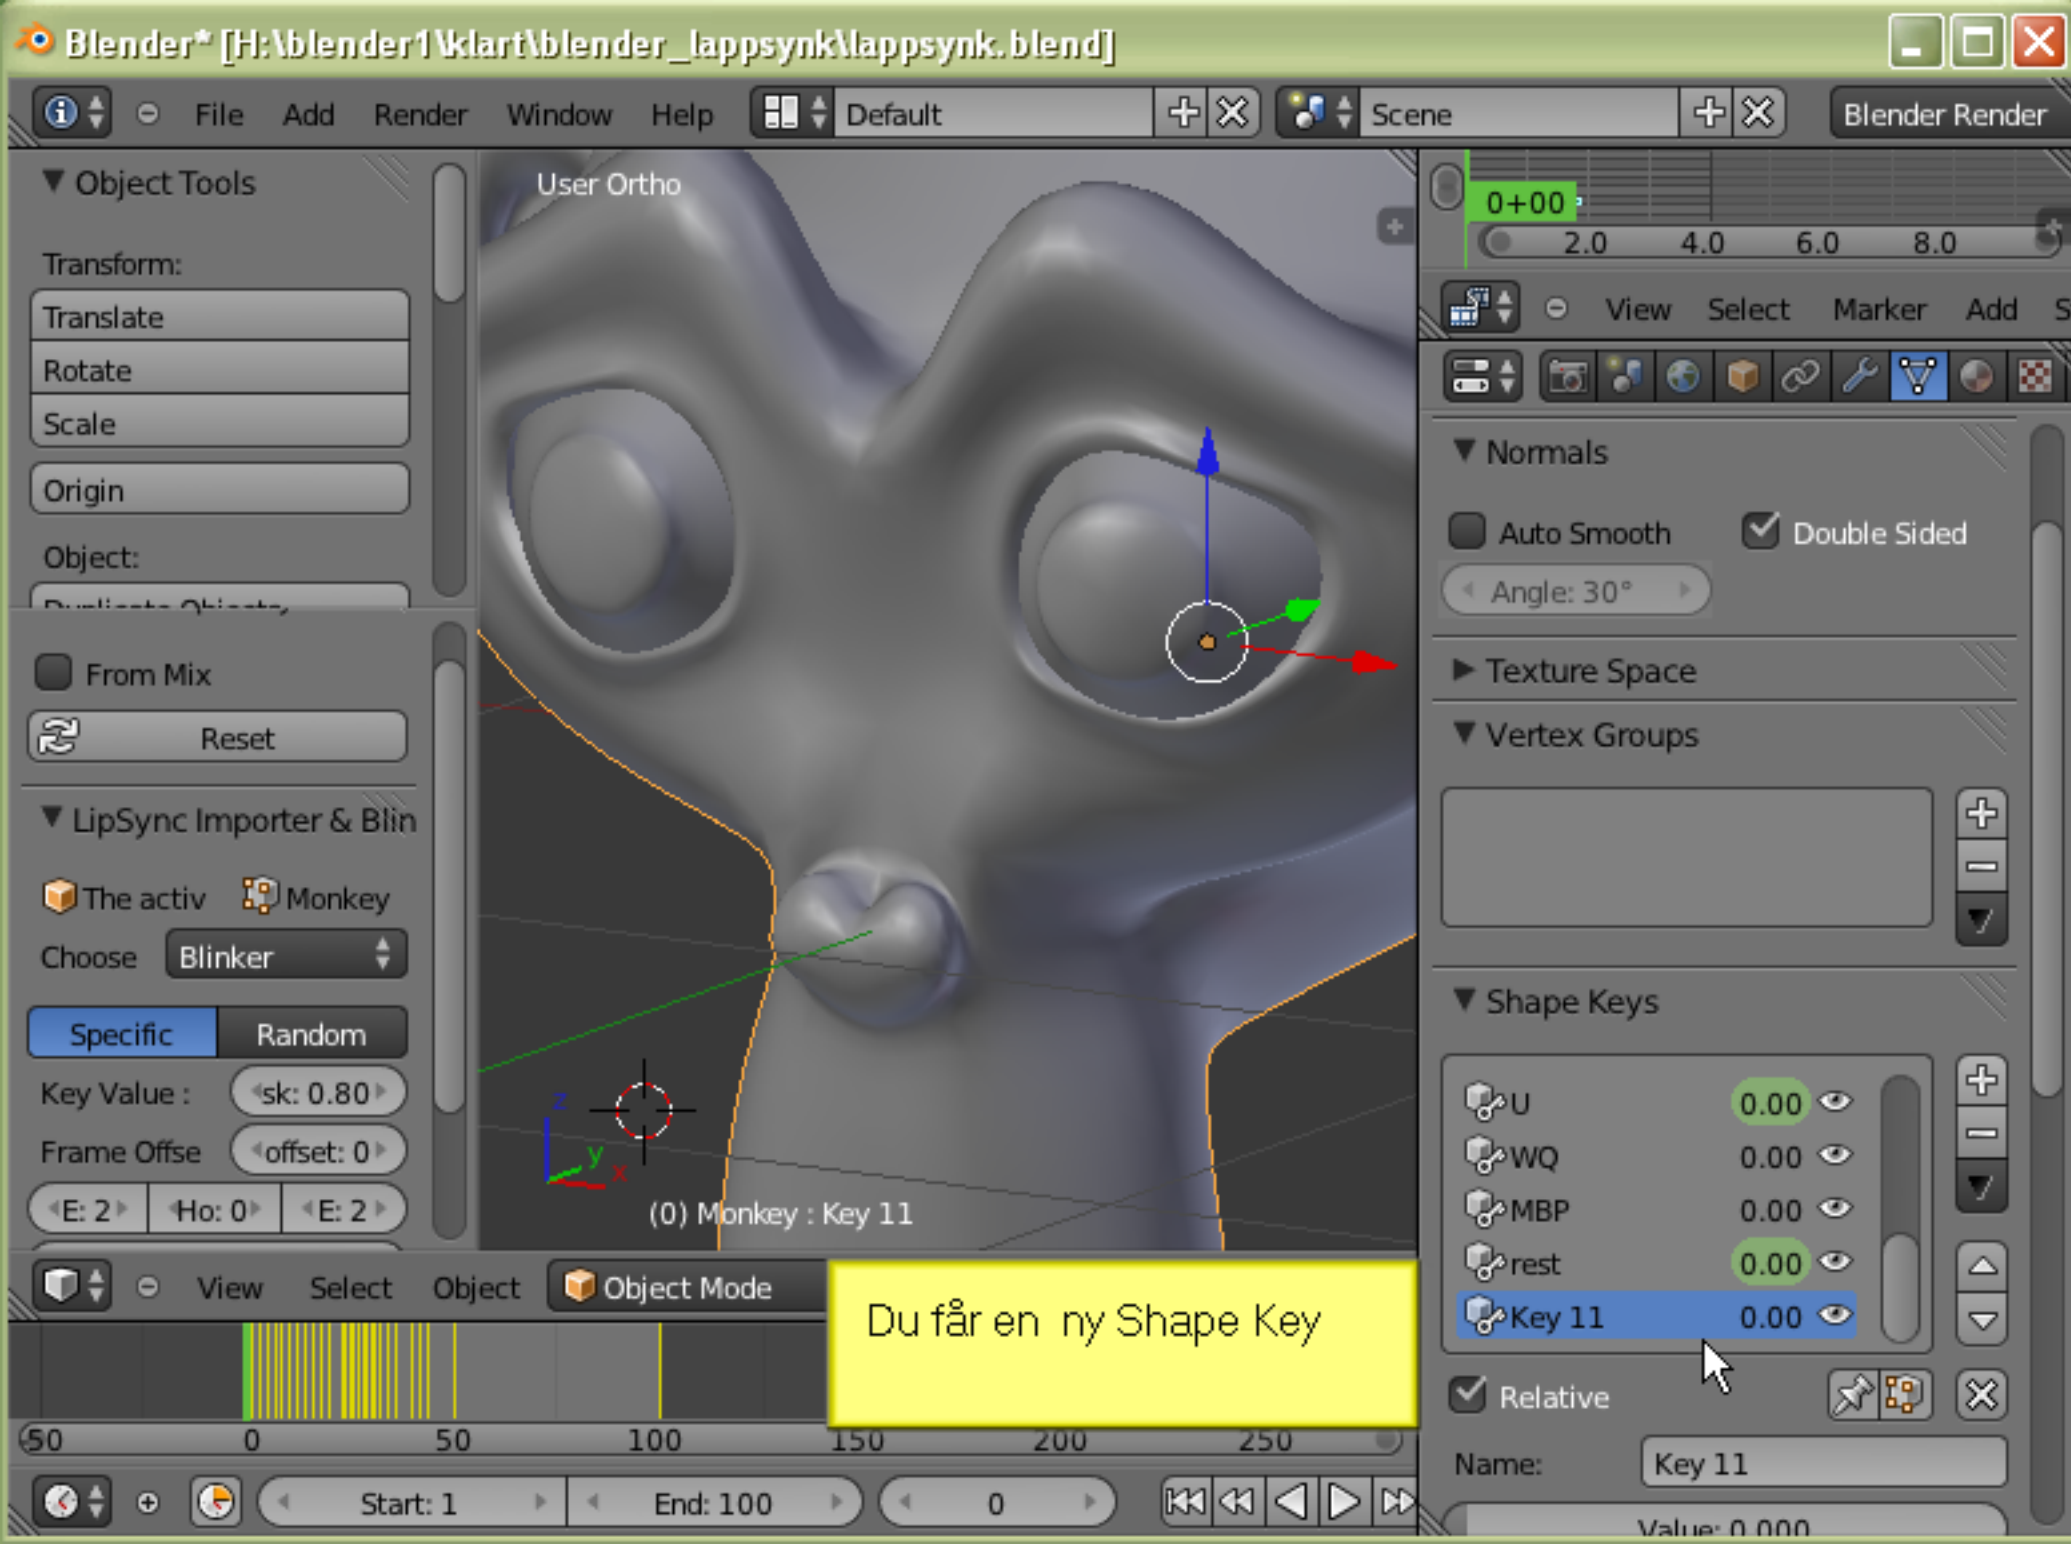 Blender* [H:\blender1\klart\blender_lappsynk\lappsynk.blend]
File Add Render Window Help Default Scene Blender Render
Object Tools
Transform:
Translate
Rotate
Scale
Origin
Object:
Duplicate Objects
From Mix
Reset
LipSync Importer & Blin
The activ Monkey
Choose Blinker
Specific Random
Key Value : sk: 0.80
Frame Offse offset: 0
E: 2 Ho: 0 E: 2
User Ortho
z
y
x
(0) Monkey : Key 11
View Select Object Object Mode
Du får en ny Shape Key
-50 0 50 100 150 200 250
Start: 1 End: 100 0
0+00
2.0 4.0 6.0 8.0
View Select Marker Add S
Normals
Auto Smooth Double Sided
Angle: 30°
Texture Space
Vertex Groups
Shape Keys
U 0.00
WQ 0.00
MBP 0.00
rest 0.00
Key 11 0.00
Relative
Name: Key 11
Value: 0.000